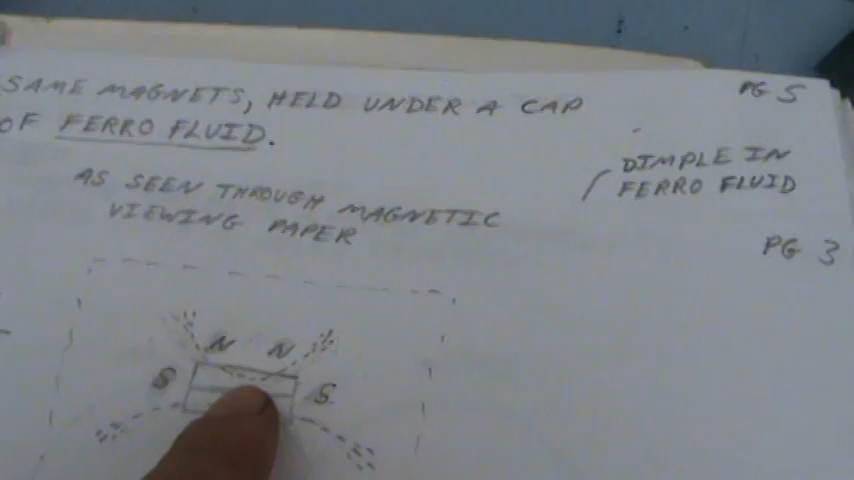 PG 5
SAME MAGNETS, HELD UNDER A CAP
OF FERRO FLUID.
DIMPLE IN
FERRO FLUID
AS SEEN THROUGH MAGNETIC
VIEWING PAPER
PG 3
N N
S S